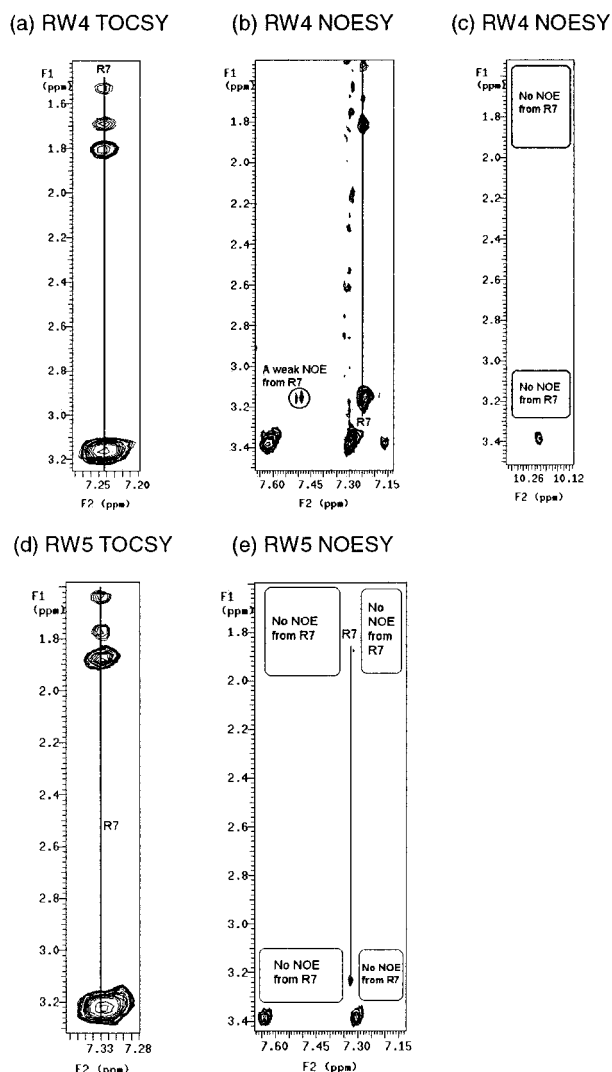 (a) RW4 TOCSY
F1
(ppm)
R7
1.6
1.8
2.0
2.2
2.4
2.6
2.8
3.0
3.2
7.25 7.20
F2 (ppm)
(b) RW4 NOESY
F1
(ppm)
1.8
2.0
2.2
2.4
2.6
2.8
3.0
3.2
3.4
A weak NOE
from R7
R7
7.60 7.45 7.30 7.15
F2 (ppm)
(c) RW4 NOESY
F1
(ppm)
No NOE
from R7
1.8
2.0
2.2
2.4
2.6
2.8
3.0
3.2
3.4
No NOE
from R7
10.26 10.12
F2 (ppm)
(d) RW5 TOCSY
F1
(ppm)
1.8
2.0
2.2
2.4
2.6
2.8
3.0
3.2
R7
7.33 7.28
F2 (ppm)
(e) RW5 NOESY
F1
(ppm)
No NOE
from R7
R7
No
NOE
from
R7
1.8
2.0
2.2
2.4
2.6
2.8
3.0
3.2
3.4
No NOE
from R7
No NOE
from R7
7.60 7.30 7.15
F2 (ppm)